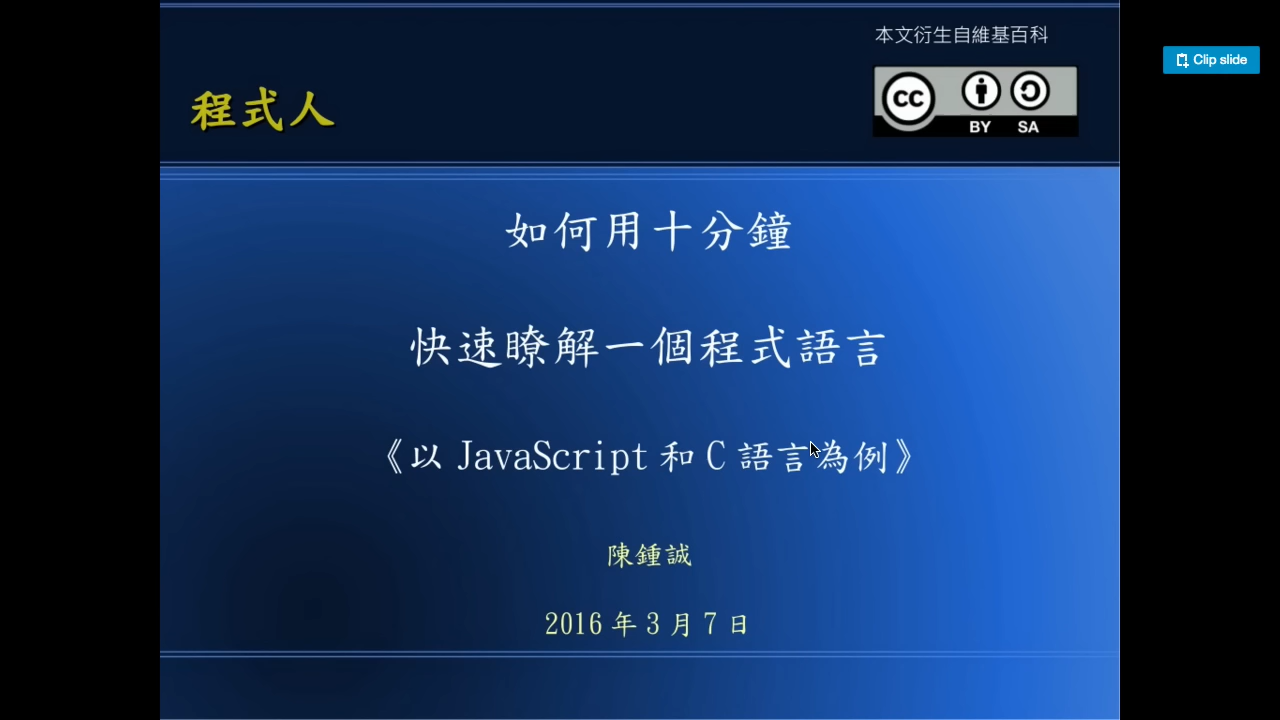 本文衍生自維基百科
Clip slide
程式人
cc
BY SA
如何用十分鐘
快速瞭解一個程式語言
《以 JavaScript 和 C 語言為例》
陳鍾誠
2016 年 3 月 7 日